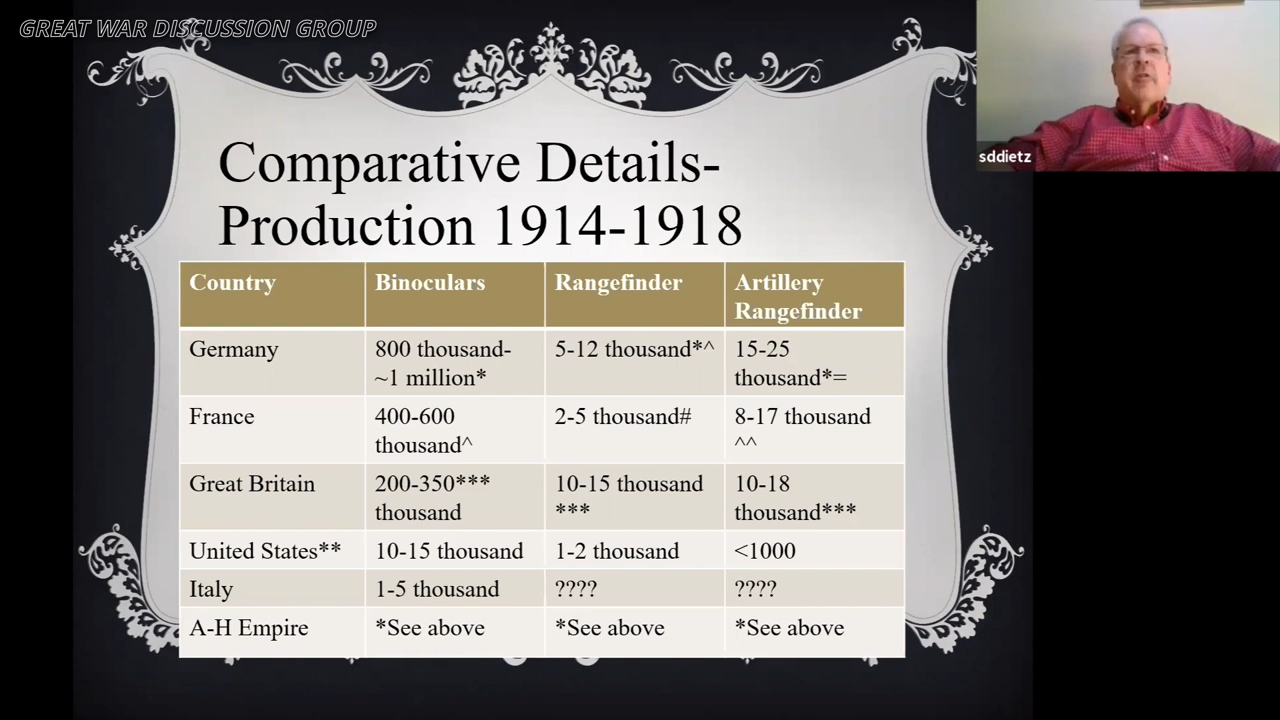 GREAT WAR DISCUSSION GROUP
sddietz
Comparative Details-
Production 1914-1918
Country Binoculars Rangefinder Artillery
Rangefinder
Germany 800 thousand- 5-12 thousand*^ 15-25
~1 million* thousand*=
France 400-600 2-5 thousand# 8-17 thousand
thousand^ ^^
Great Britain 200-350*** 10-15 thousand 10-18
thousand *** thousand***
United States** 10-15 thousand 1-2 thousand <1000
Italy 1-5 thousand ???? ????
A-H Empire *See above *See above *See above